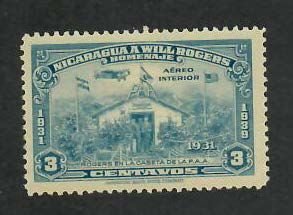 NICARAGUA A WILL ROGERS
HOMENAJE
AÉREO
INTERIOR
1931
1939
1931
ROGERS EN LA CASETA DE LA P.A.A.
3 CENTAVOS 3